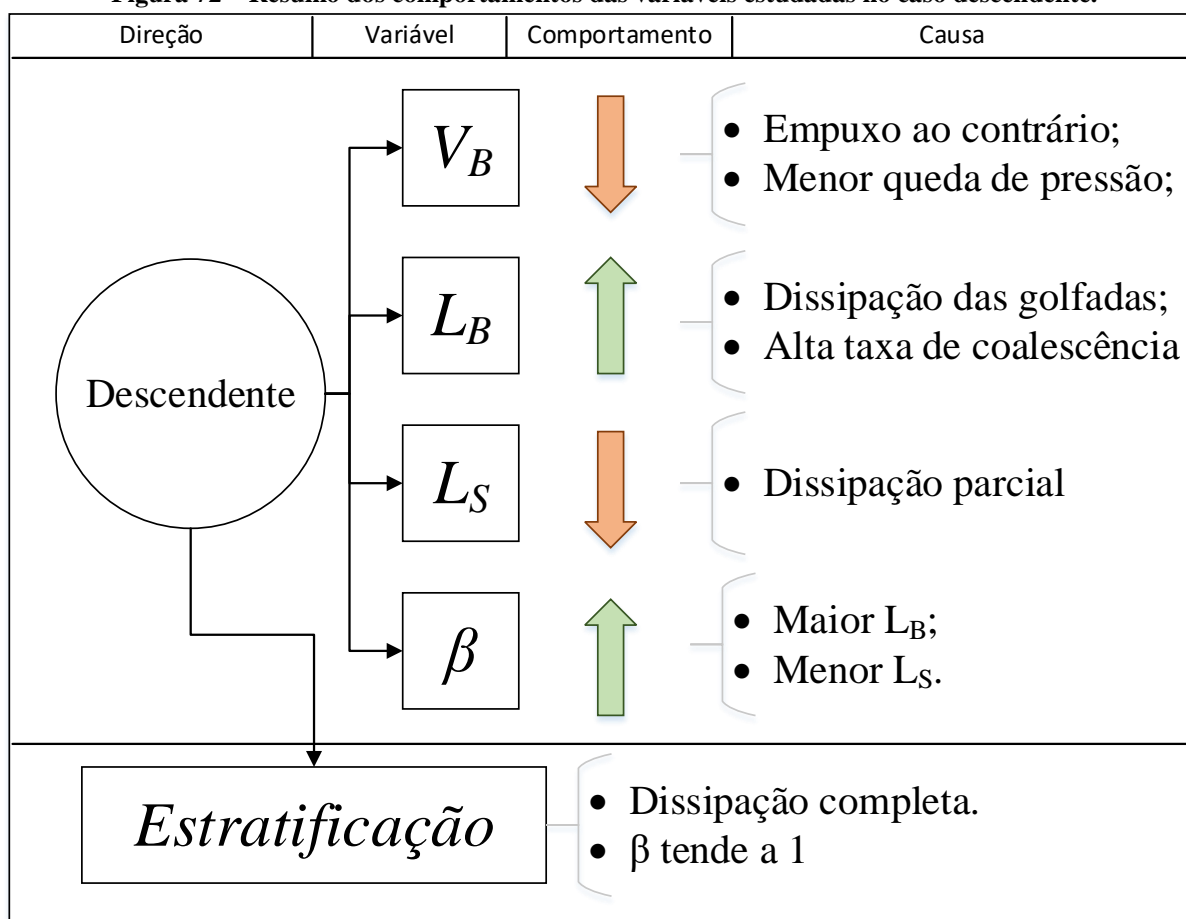 Figura 72 – Resumo dos comportamentos das variáveis estudadas no caso descendente.
Direção Variável Comportamento Causa
Descendente
V_B
• Empuxo ao contrário;
• Menor queda de pressão;
L_B
• Dissipação das golfadas;
• Alta taxa de coalescência
L_S
• Dissipação parcial
β
• Maior L_B;
• Menor L_S.
Estratificação
• Dissipação completa.
• β tende a 1